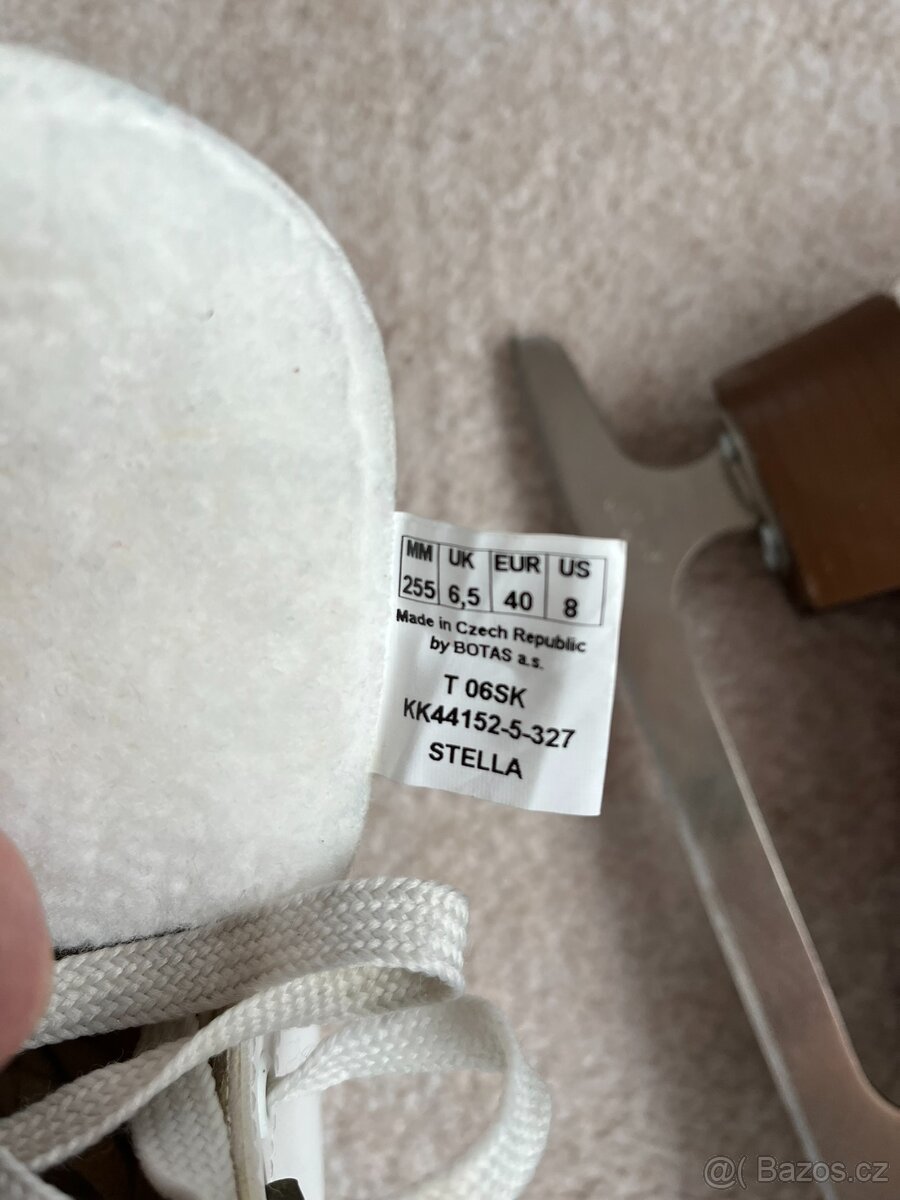 MM UK EUR US
255 6,5 40 8
Made in Czech Republic
by BOTAS a.s.
T 06SK
KK44152-5-327
STELLA
@( Bazos.cz